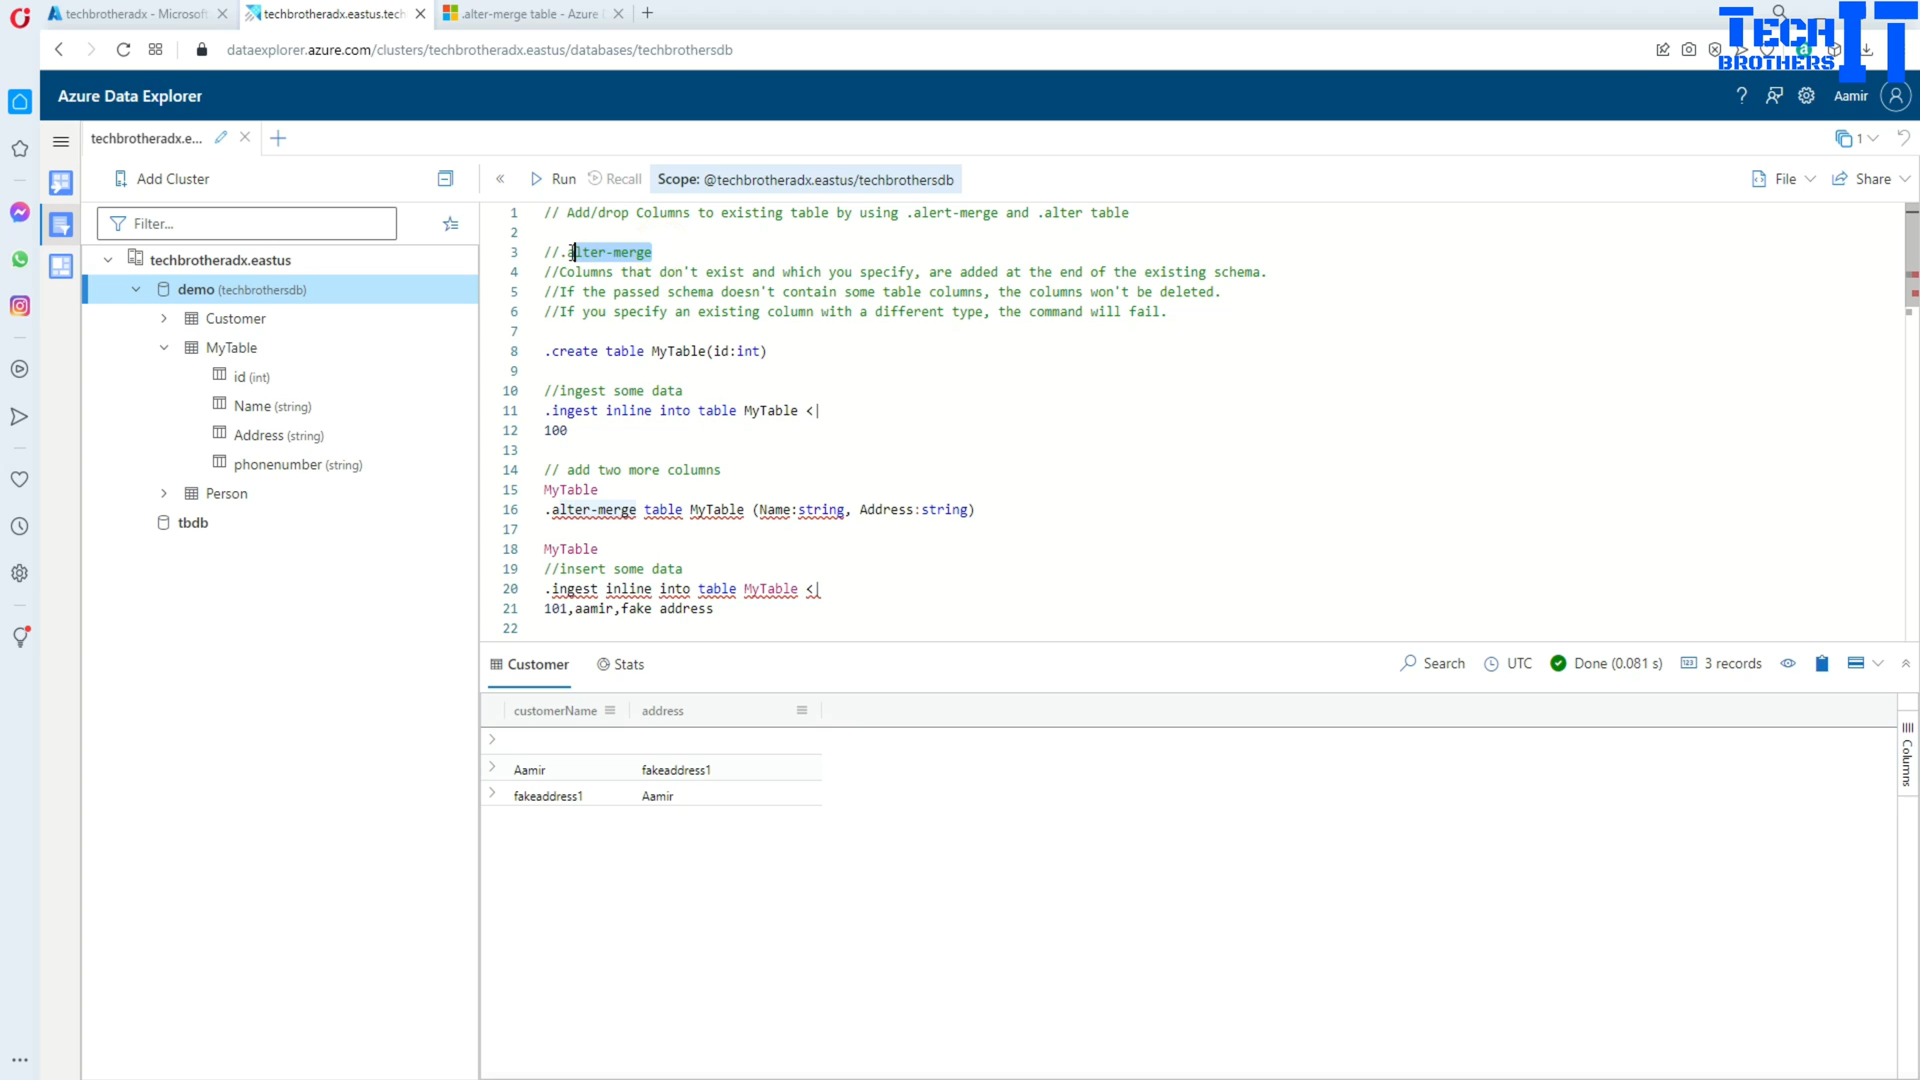 techbrotheradx - Microsoft
techbrotheradx.eastus.tech
.alter-merge table - Azure
TECH
BROTHERS
IT
dataexplorer.azure.com/clusters/techbrotheradx.eastus/databases/techbrothersdb
Azure Data Explorer
?
Aamir
techbrotheradx.e...
1
Add Cluster
Run
Recall
Scope: @techbrotheradx.eastus/techbrothersdb
File
Share
Filter...
techbrotheradx.eastus
demo (techbrothersdb)
Customer
MyTable
id (int)
Name (string)
Address (string)
phonenumber (string)
Person
tbdb
1 // Add/drop Columns to existing table by using .alert-merge and .alter table
2
3 //.alter-merge
4 //Columns that don't exist and which you specify, are added at the end of the existing schema.
5 //If the passed schema doesn't contain some table columns, the columns won't be deleted.
6 //If you specify an existing column with a different type, the command will fail.
7
8 .create table MyTable(id:int)
9
10 //ingest some data
11 .ingest inline into table MyTable <|
12 100
13
14 // add two more columns
15 MyTable
16 .alter-merge table MyTable (Name:string, Address:string)
17
18 MyTable
19 //insert some data
20 .ingest inline into table MyTable <|
21 101,aamir,fake address
22
Customer
Stats
Search
UTC
Done (0.081 s)
3 records
customerName
address
Aamir fakeaddress1
fakeaddress1 Aamir
Columns